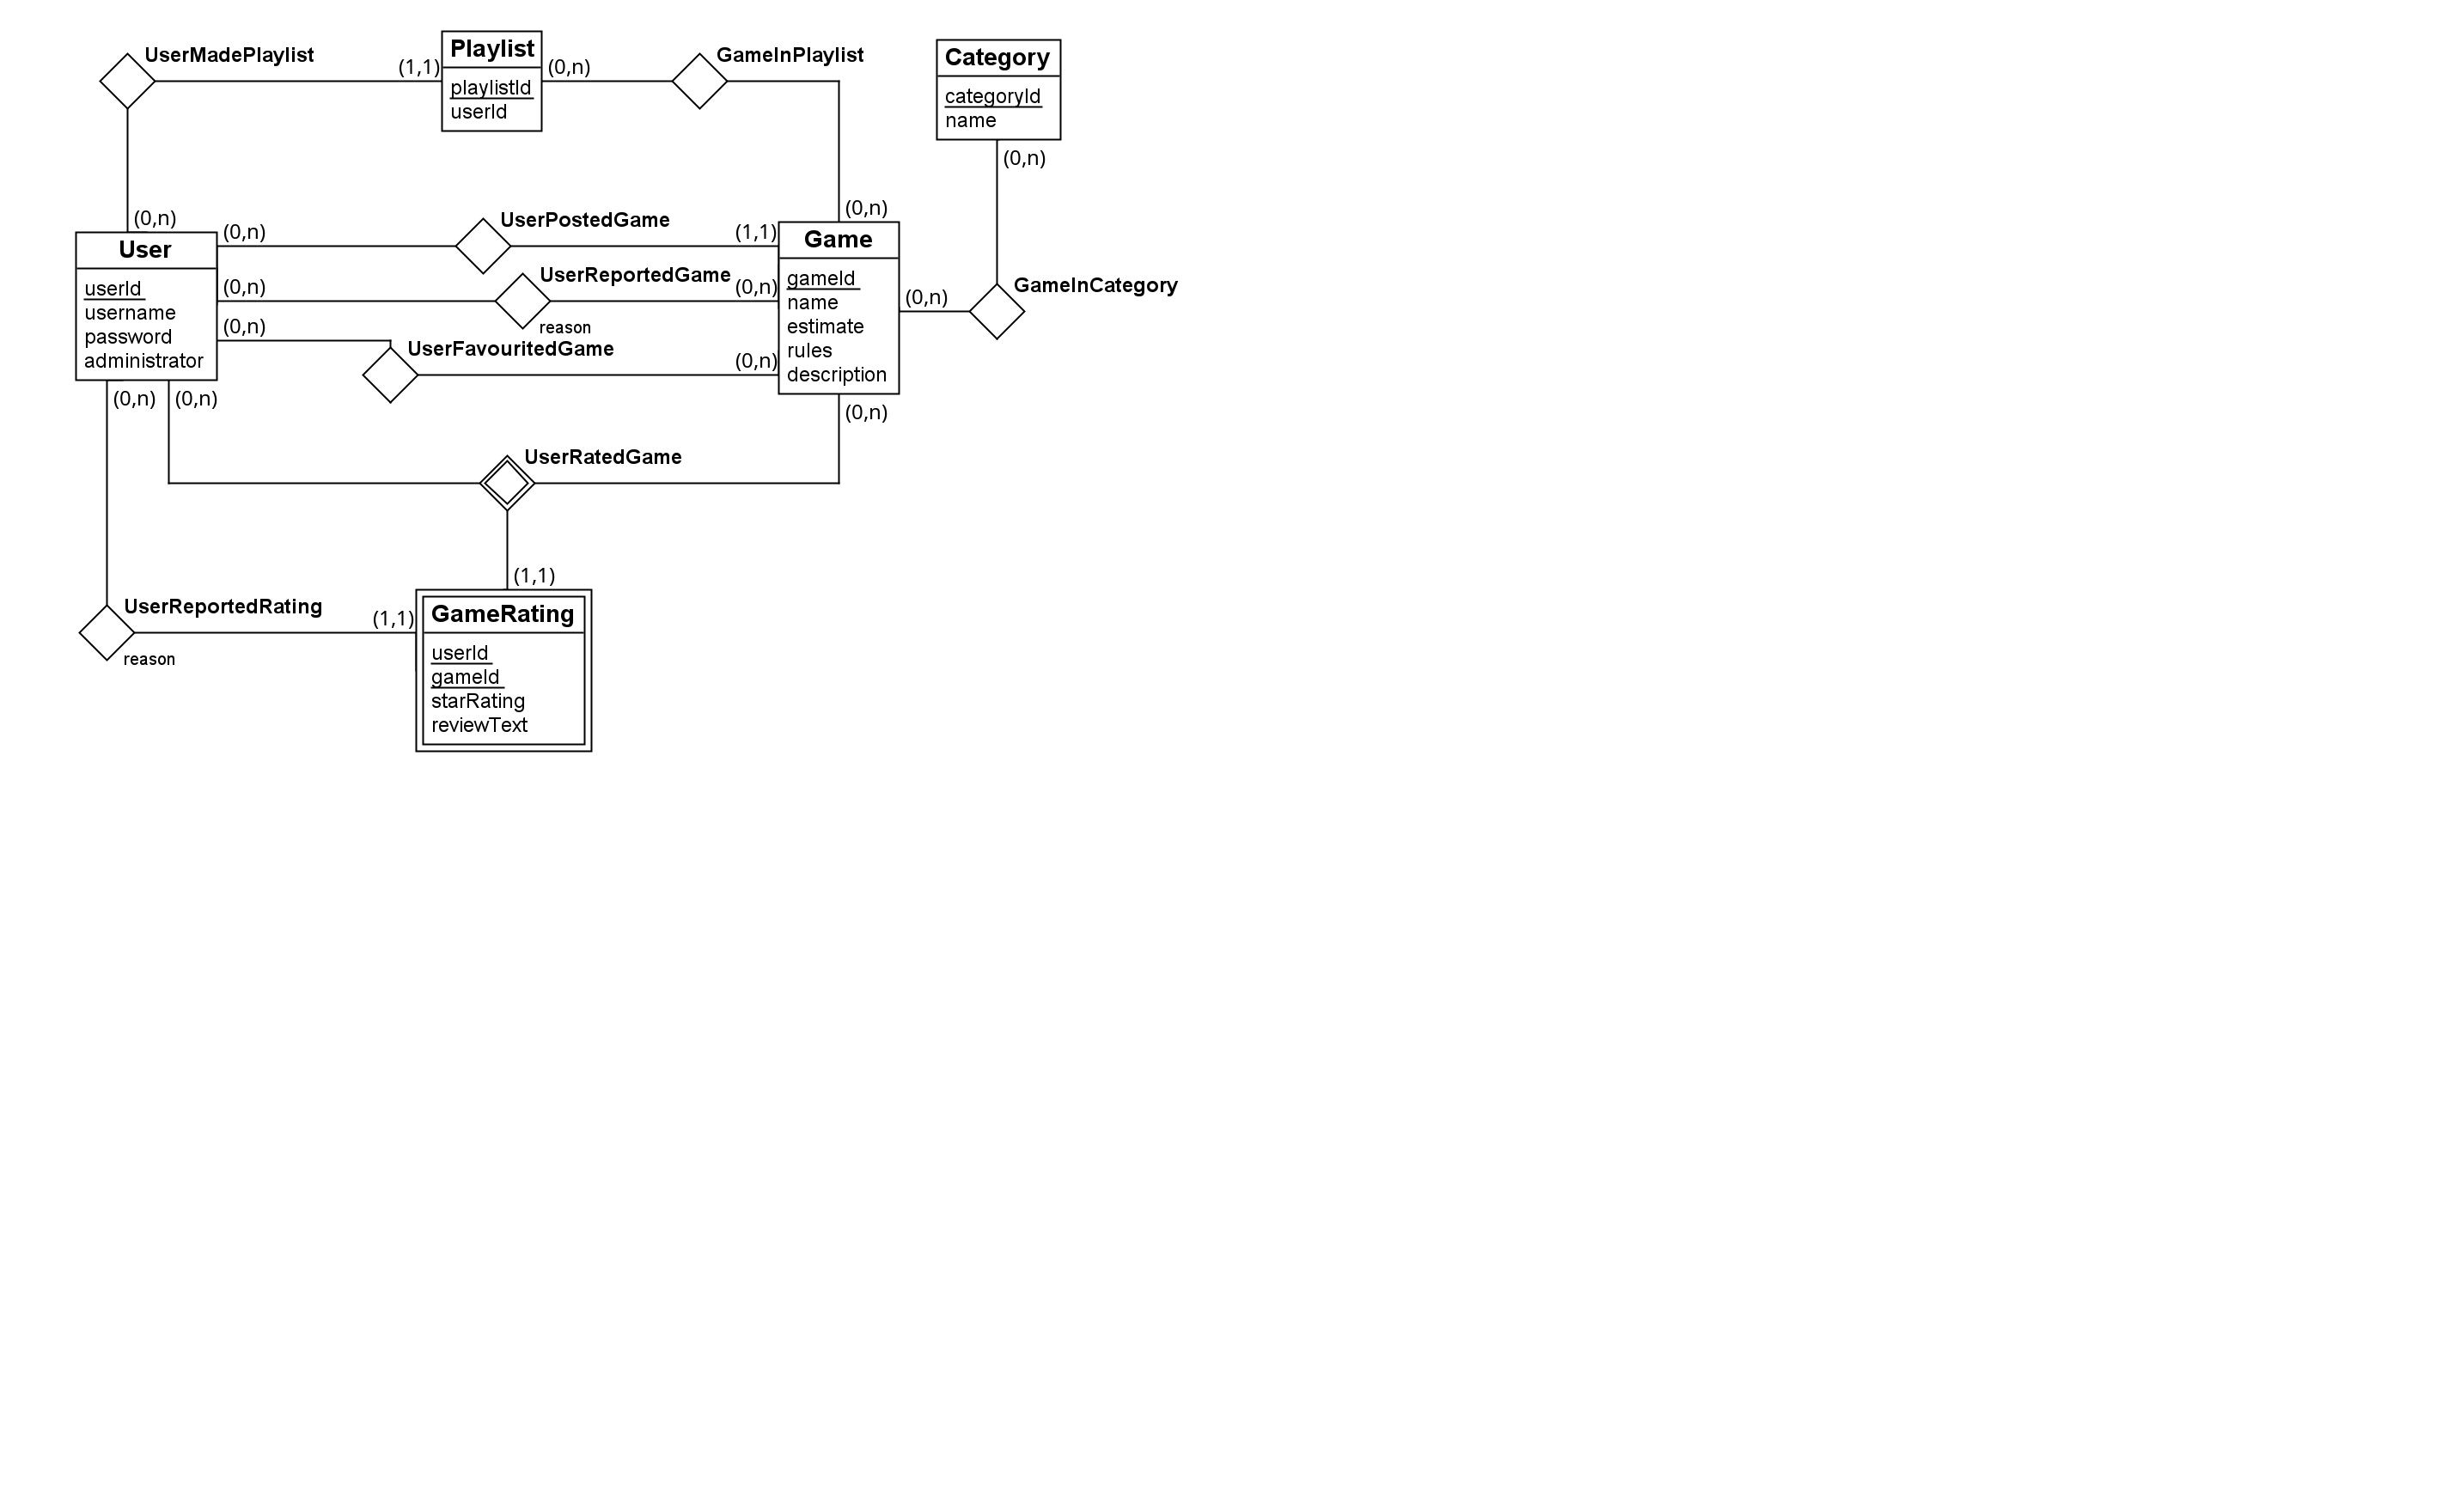 UserMadePlaylist
(1,1)
Playlist
playlistId
userId
(0,n)
GameInPlaylist
Category
categoryId
name
(0,n)
(0,n)
(0,n)
User
userId
username
password
administrator
(0,n)
UserPostedGame
(1,1)
(0,n)
UserReportedGame
reason
(0,n)
(0,n)
UserFavouritedGame
(0,n)
Game
gameId
name
estimate
rules
description
(0,n)
GameInCategory
(0,n)
(0,n)
(0,n)
UserRatedGame
(1,1)
UserReportedRating
reason
(1,1)
GameRating
userId
gameId
starRating
reviewText